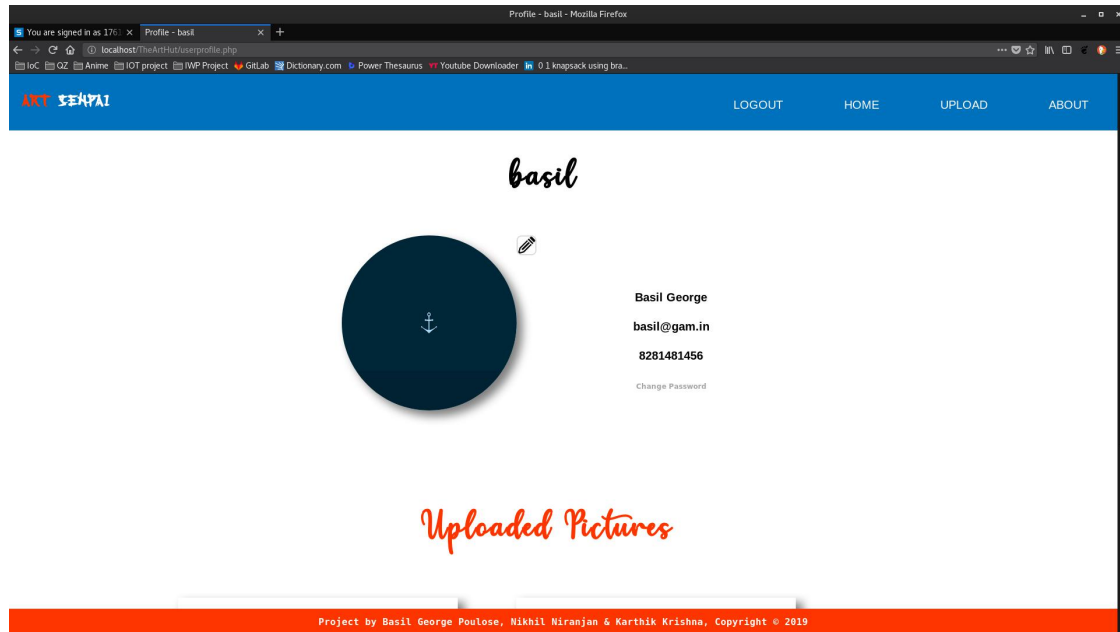 Profile - basil - Mozilla Firefox
You are signed in as 1761
Profile - basil
localhost/TheArtHut/userprofile.php
IoC QZ Anime IOT project IWP Project GitLab Dictionary.com Power Thesaurus Youtube Downloader 0 1 knapsack using bra...
ART SENPAI LOGOUT HOME UPLOAD ABOUT
basil
Basil George
basil@gam.in
8281481456
Change Password
Uploaded Pictures
Project by Basil George Poulose, Nikhil Niranjan & Karthik Krishna, Copyright © 2019